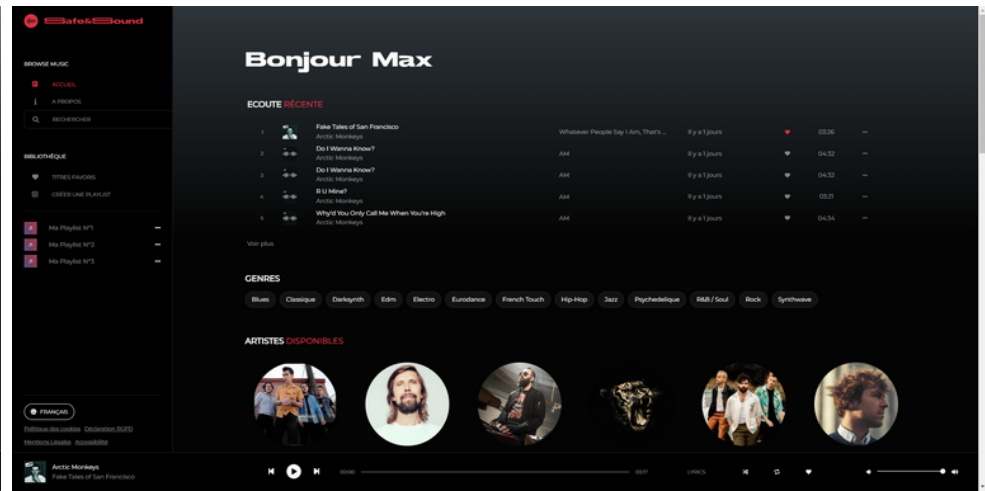 Safe&Sound
BROWSE MUSIC
ACCUEIL
A PROPOS
RECHERCHER
BIBLIOTHÉQUE
TITRES FAVORIS
CRÉER UNE PLAYLIST
Ma Playlist N°1
Ma Playlist N°2
Ma Playlist N°3
FRANÇAIS
Politique des cookies Déclaration RGPD
Mentions Légales Accessibilité
Bonjour Max
ECOUTE RÉCENTE
1 Fake Tales of San Francisco Whatever People Say I Am, That's ... Il y a 1 jours 03:26
Arctic Monkeys
2 Do I Wanna Know? AM Il y a 1 jours 04:32
Arctic Monkeys
3 Do I Wanna Know? AM Il y a 1 jours 04:32
Arctic Monkeys
4 R U Mine? AM Il y a 1 jours 03:21
Arctic Monkeys
5 Why'd You Only Call Me When You're High AM Il y a 1 jours 04:34
Arctic Monkeys
Voir plus
GENRES
Blues Classique Darksynth Edm Electro Eurodance French Touch Hip-Hop Jazz Psychedelique R&B / Soul Rock Synthwave
ARTISTES DISPONIBLES
Arctic Monkeys
Fake Tales of San Francisco
00:00 03:17 LYRICS